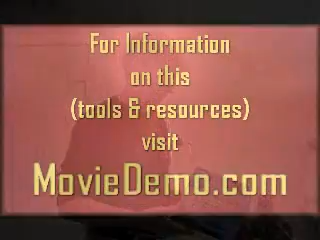 For Information
on this
(tools & resources)
visit
MovieDemo.com